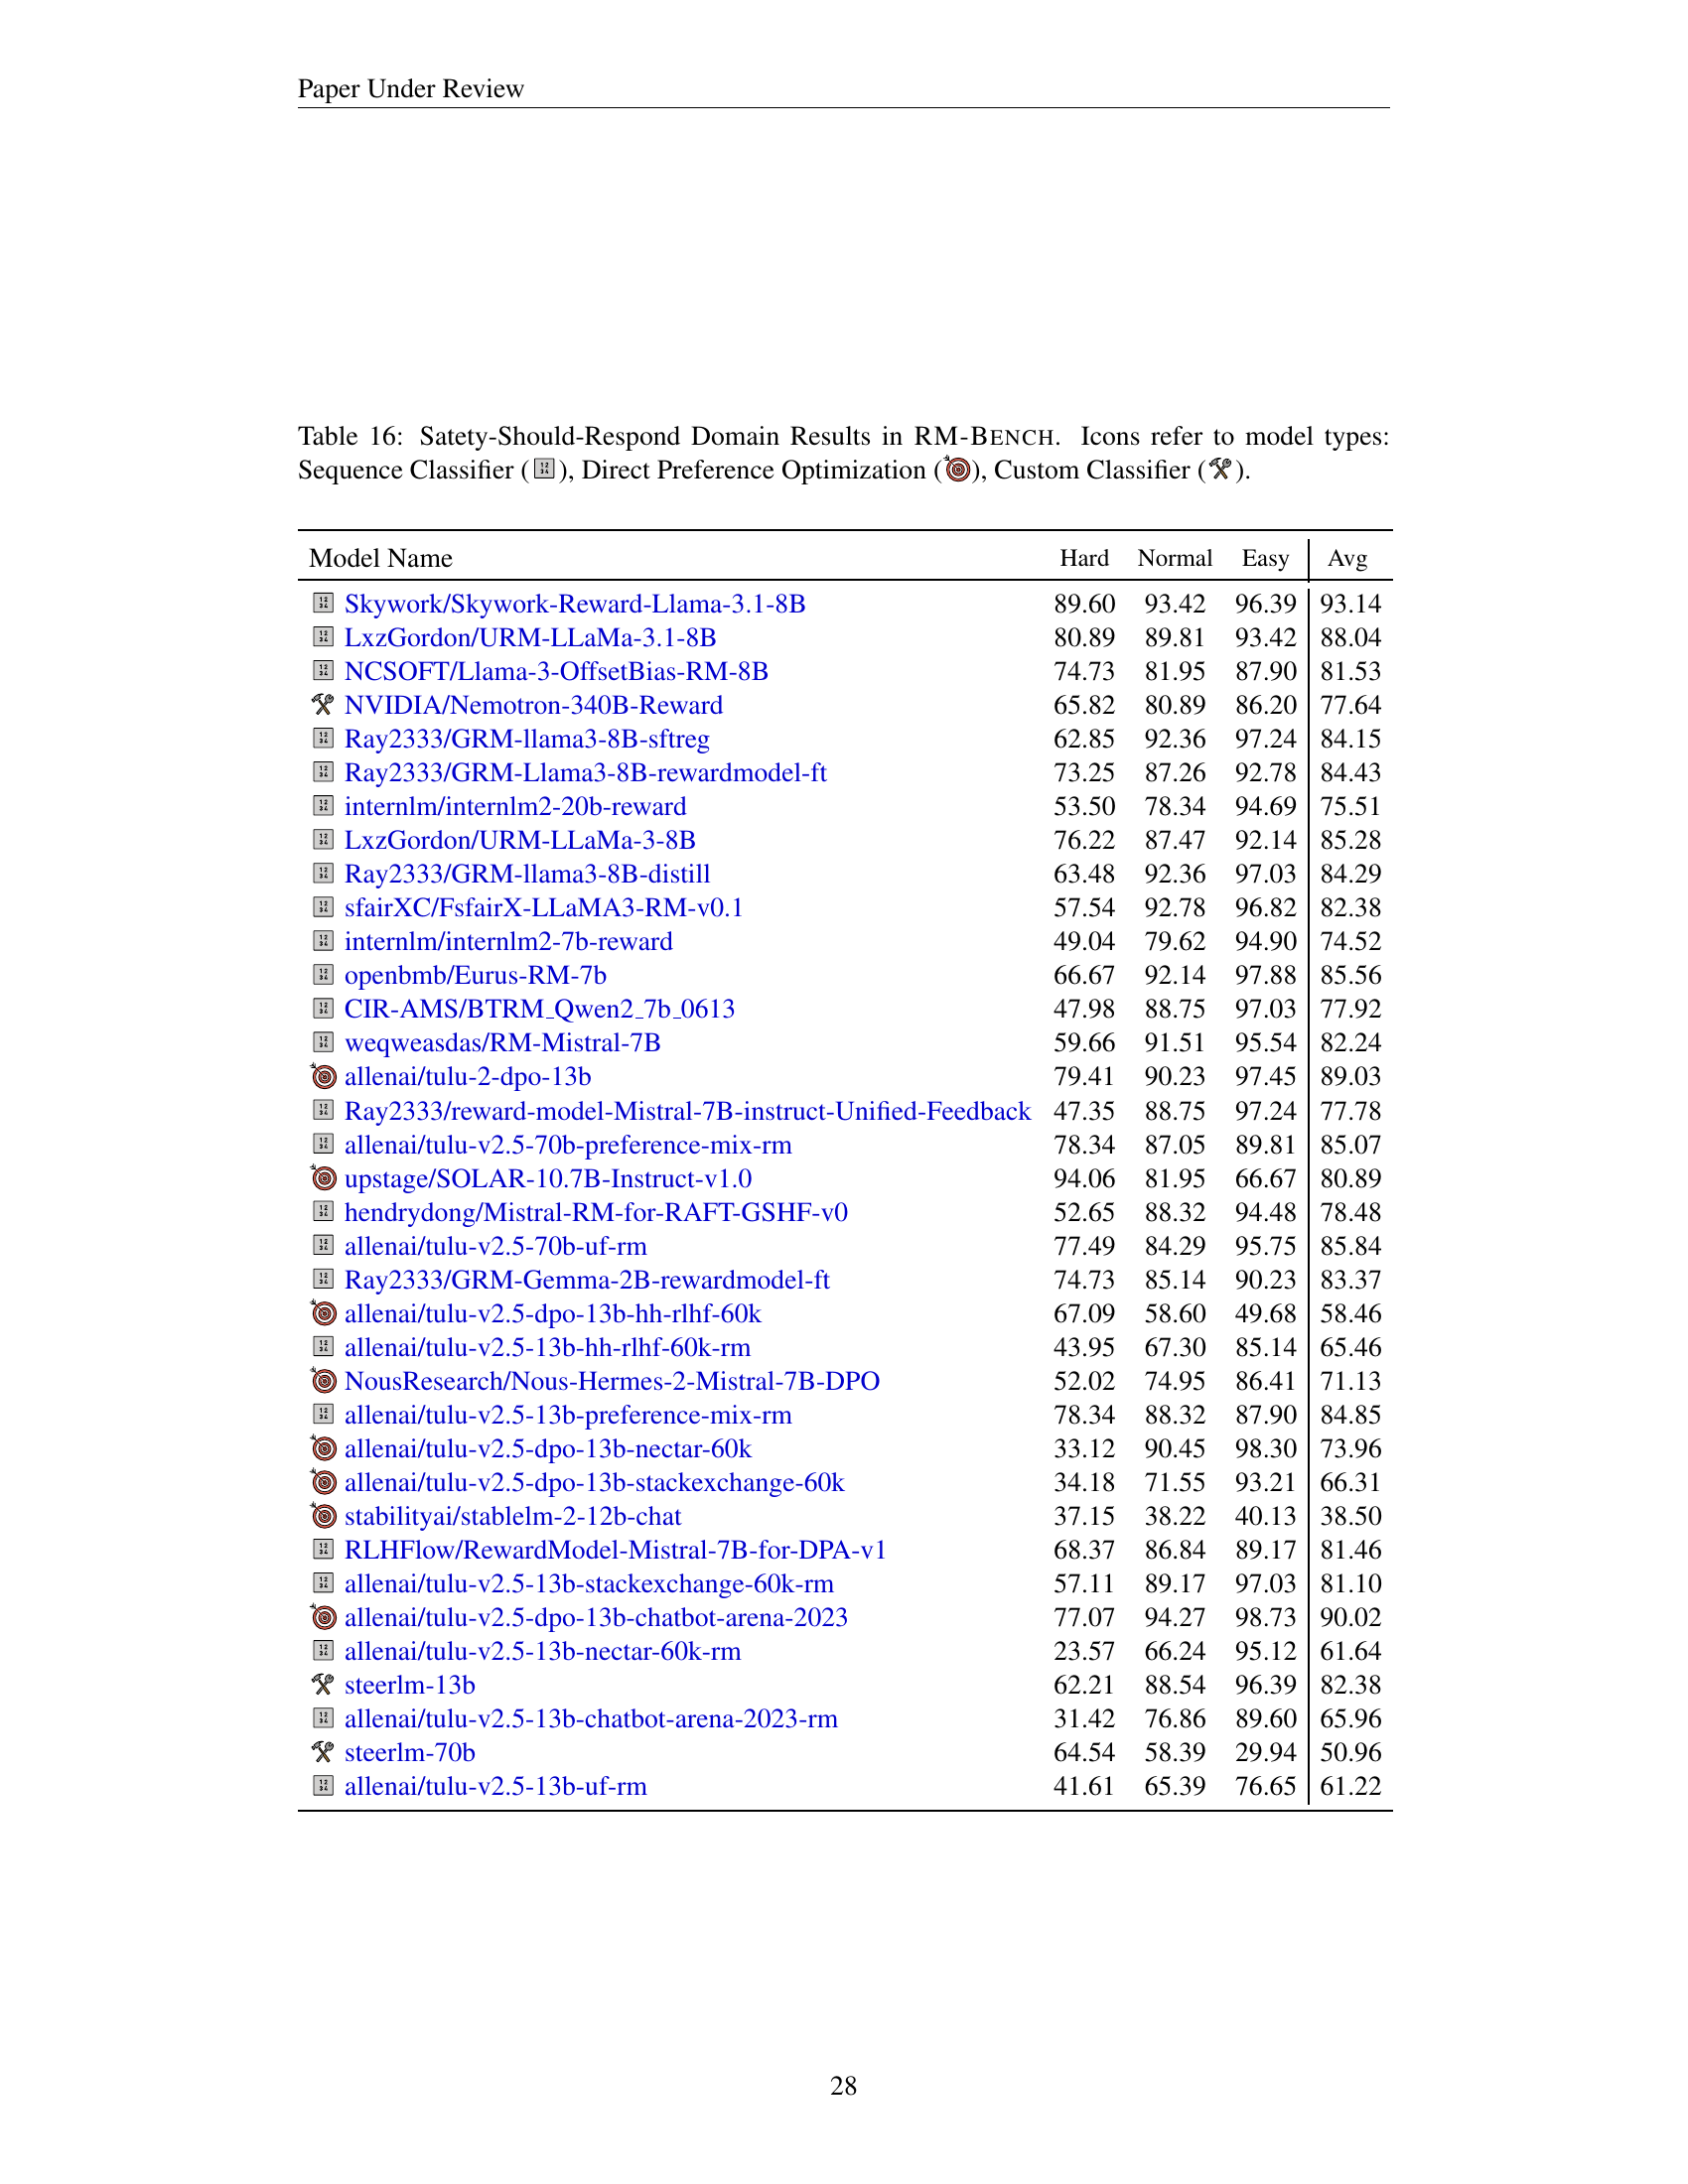 Paper Under Review
Table 16: Satety-Should-Respond Domain Results in RM-BENCH. Icons refer to model types:
Sequence Classifier (🔢), Direct Preference Optimization (🎯), Custom Classifier (🛠).
Model Name Hard Normal Easy Avg
Skywork/Skywork-Reward-Llama-3.1-8B 89.60 93.42 96.39 93.14
LxzGordon/URM-LLaMa-3.1-8B 80.89 89.81 93.42 88.04
NCSOFT/Llama-3-OffsetBias-RM-8B 74.73 81.95 87.90 81.53
NVIDIA/Nemotron-340B-Reward 65.82 80.89 86.20 77.64
Ray2333/GRM-llama3-8B-sftreg 62.85 92.36 97.24 84.15
Ray2333/GRM-Llama3-8B-rewardmodel-ft 73.25 87.26 92.78 84.43
internlm/internlm2-20b-reward 53.50 78.34 94.69 75.51
LxzGordon/URM-LLaMa-3-8B 76.22 87.47 92.14 85.28
Ray2333/GRM-llama3-8B-distill 63.48 92.36 97.03 84.29
sfairXC/FsfairX-LLaMA3-RM-v0.1 57.54 92.78 96.82 82.38
internlm/internlm2-7b-reward 49.04 79.62 94.90 74.52
openbmb/Eurus-RM-7b 66.67 92.14 97.88 85.56
CIR-AMS/BTRM_Qwen2_7b_0613 47.98 88.75 97.03 77.92
weqweasdas/RM-Mistral-7B 59.66 91.51 95.54 82.24
allenai/tulu-2-dpo-13b 79.41 90.23 97.45 89.03
Ray2333/reward-model-Mistral-7B-instruct-Unified-Feedback 47.35 88.75 97.24 77.78
allenai/tulu-v2.5-70b-preference-mix-rm 78.34 87.05 89.81 85.07
upstage/SOLAR-10.7B-Instruct-v1.0 94.06 81.95 66.67 80.89
hendrydong/Mistral-RM-for-RAFT-GSHF-v0 52.65 88.32 94.48 78.48
allenai/tulu-v2.5-70b-uf-rm 77.49 84.29 95.75 85.84
Ray2333/GRM-Gemma-2B-rewardmodel-ft 74.73 85.14 90.23 83.37
allenai/tulu-v2.5-dpo-13b-hh-rlhf-60k 67.09 58.60 49.68 58.46
allenai/tulu-v2.5-13b-hh-rlhf-60k-rm 43.95 67.30 85.14 65.46
NousResearch/Nous-Hermes-2-Mistral-7B-DPO 52.02 74.95 86.41 71.13
allenai/tulu-v2.5-13b-preference-mix-rm 78.34 88.32 87.90 84.85
allenai/tulu-v2.5-dpo-13b-nectar-60k 33.12 90.45 98.30 73.96
allenai/tulu-v2.5-dpo-13b-stackexchange-60k 34.18 71.55 93.21 66.31
stabilityai/stablelm-2-12b-chat 37.15 38.22 40.13 38.50
RLHFlow/RewardModel-Mistral-7B-for-DPA-v1 68.37 86.84 89.17 81.46
allenai/tulu-v2.5-13b-stackexchange-60k-rm 57.11 89.17 97.03 81.10
allenai/tulu-v2.5-dpo-13b-chatbot-arena-2023 77.07 94.27 98.73 90.02
allenai/tulu-v2.5-13b-nectar-60k-rm 23.57 66.24 95.12 61.64
steerlm-13b 62.21 88.54 96.39 82.38
allenai/tulu-v2.5-13b-chatbot-arena-2023-rm 31.42 76.86 89.60 65.96
steerlm-70b 64.54 58.39 29.94 50.96
allenai/tulu-v2.5-13b-uf-rm 41.61 65.39 76.65 61.22
28